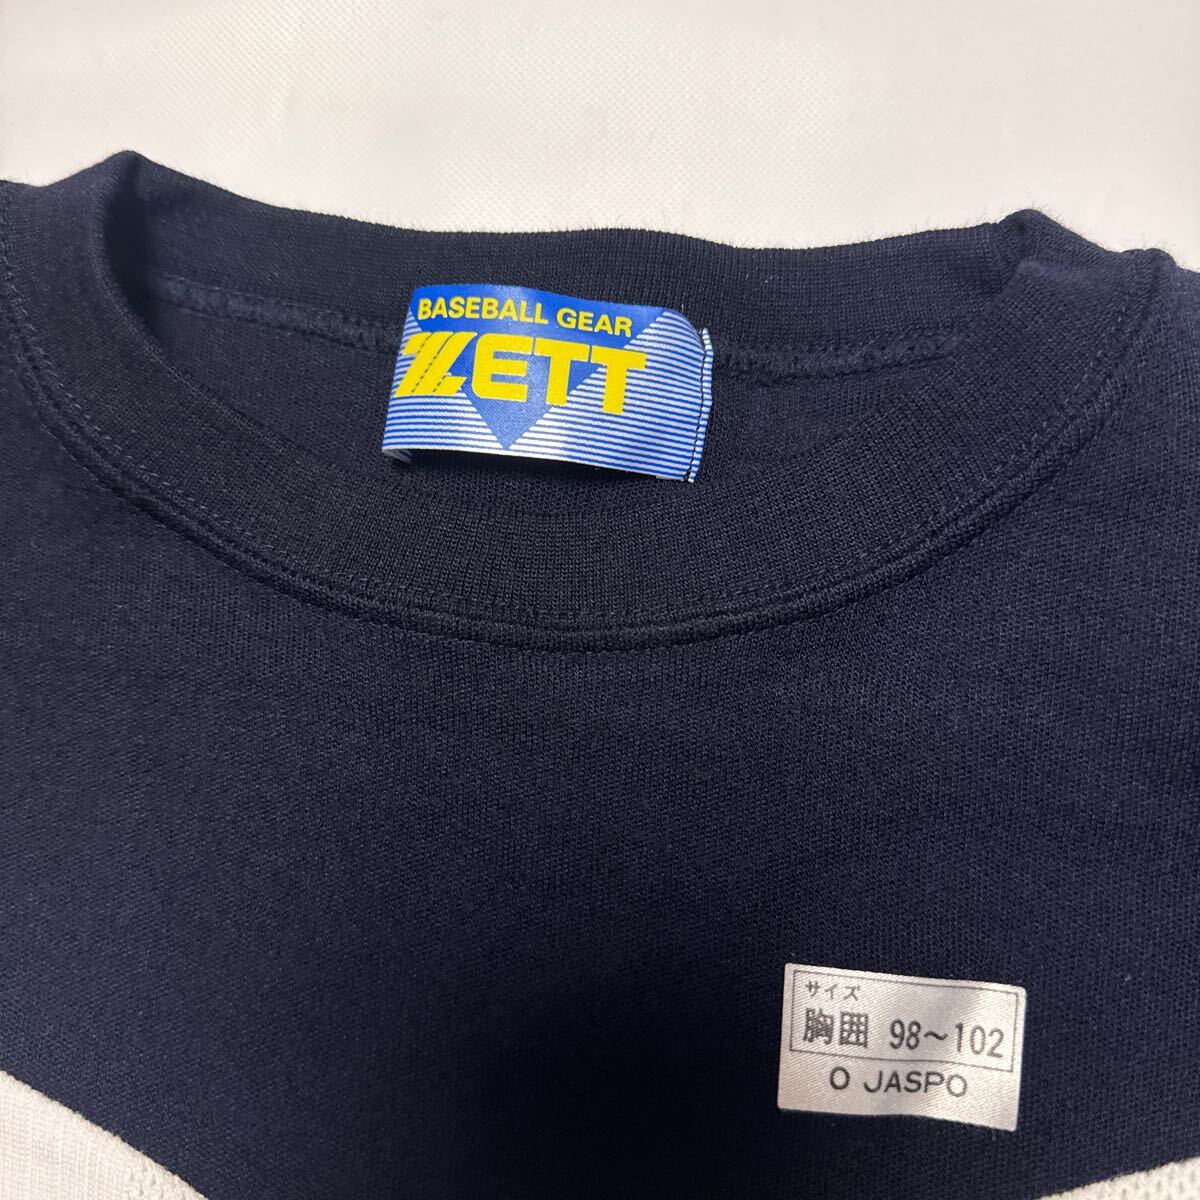 BASEBALL GEAR
ZETT
サイズ
胸囲 98～102
O JASPO